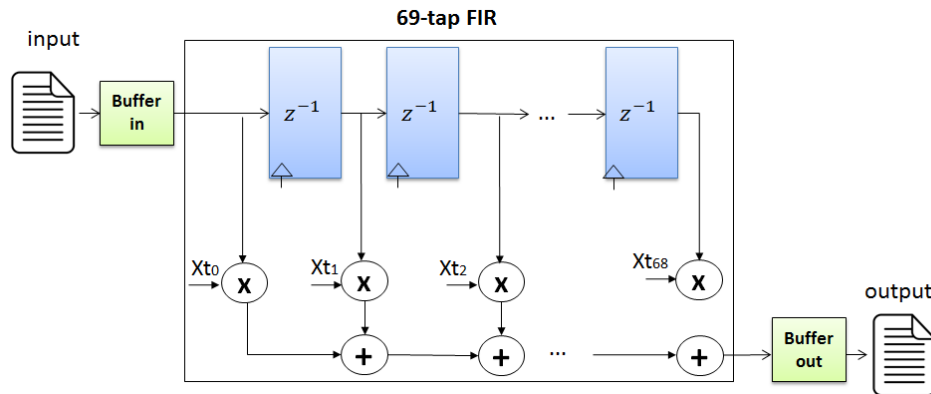 69-tap FIR
input
Buffer
in
z⁻¹
z⁻¹
...
z⁻¹
Xt0
X
Xt1
X
Xt2
X
Xt68
X
+
+
...
+
Buffer
out
output